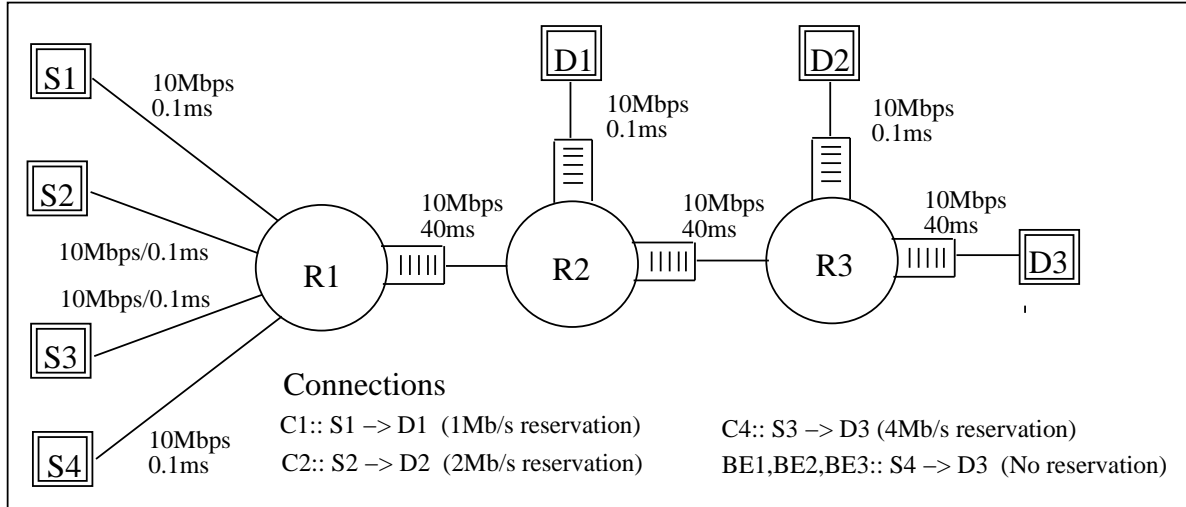 S1
10Mbps
0.1ms
D1
D2
10Mbps
0.1ms
10Mbps
0.1ms
S2
10Mbps
40ms
10Mbps
40ms
10Mbps
40ms
10Mbps/0.1ms
R1
R2
R3
D3
10Mbps/0.1ms
S3
S4
10Mbps
0.1ms
Connections
C1:: S1 −> D1 (1Mb/s reservation)
C2:: S2 −> D2 (2Mb/s reservation)
C4:: S3 −> D3 (4Mb/s reservation)
BE1,BE2,BE3:: S4 −> D3 (No reservation)